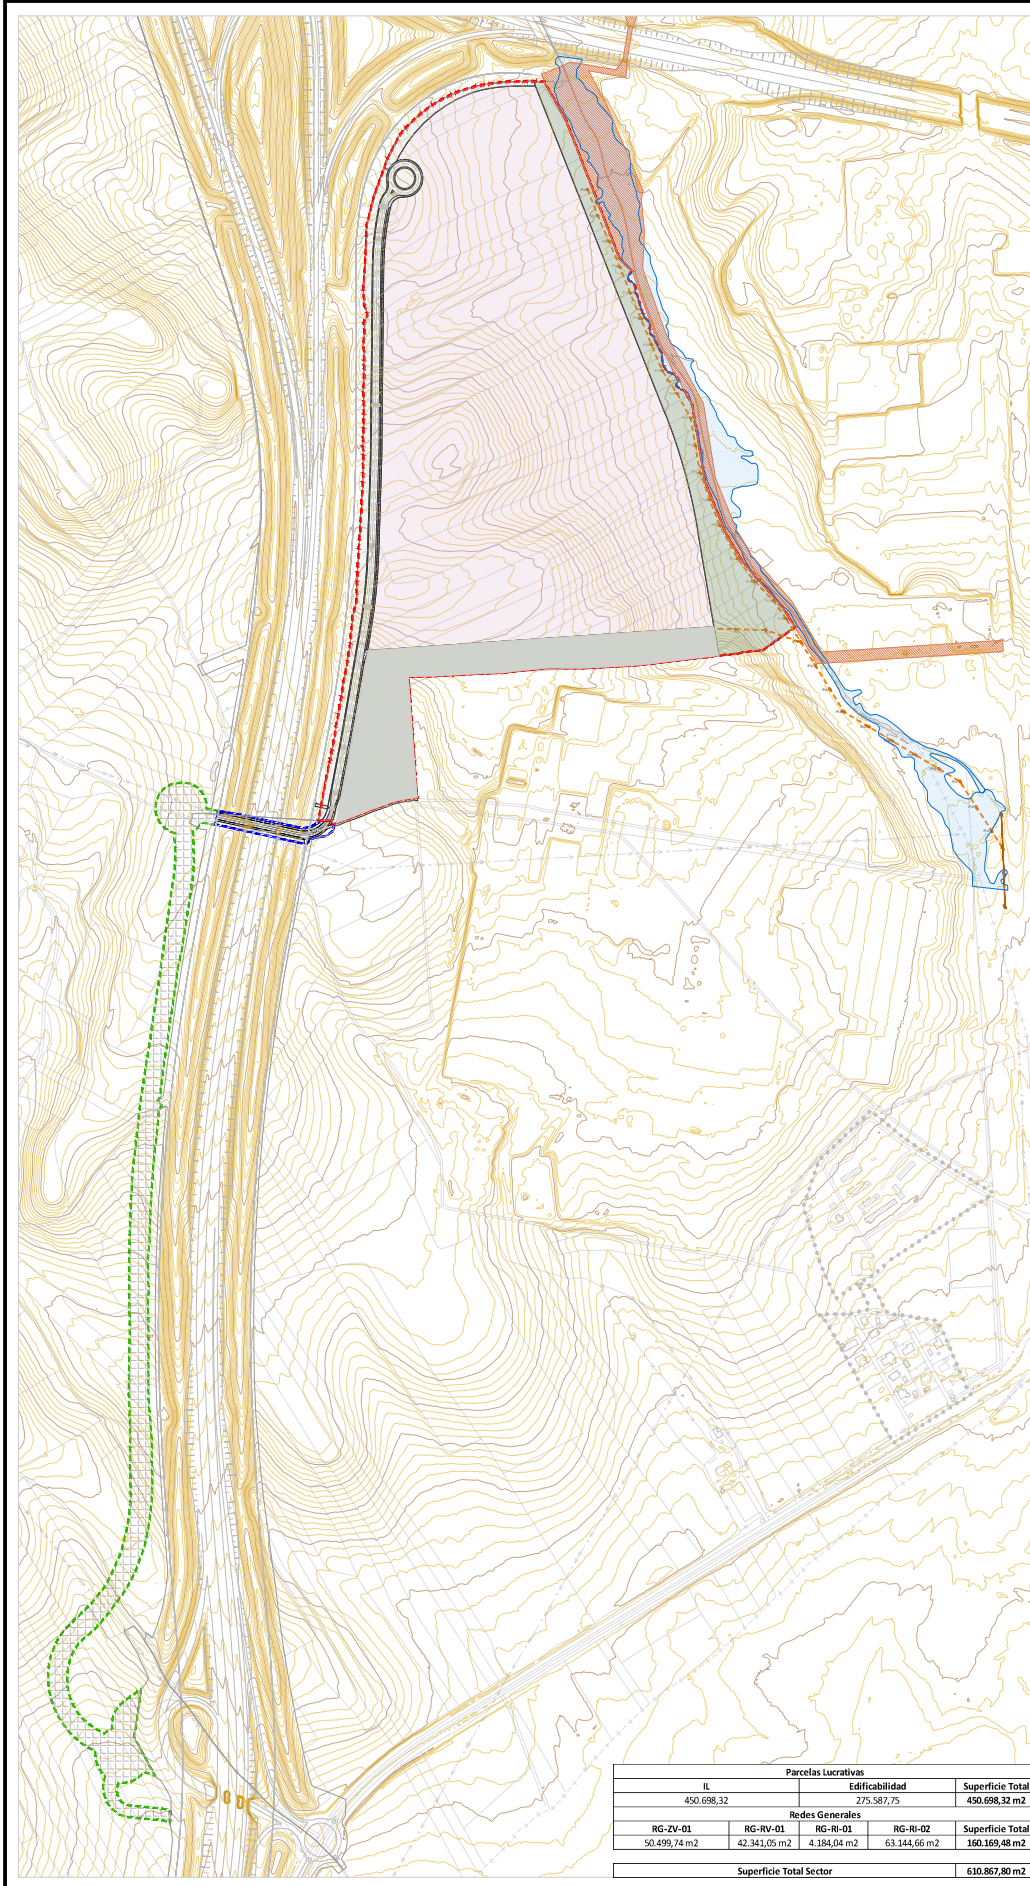 Parcelas Lucrativas
IL Edificabilidad Superficie Total
450.698,32 275.587,75 450.698,32 m2
Redes Generales
RG-ZV-01 RG-RV-01 RG-RI-01 RG-RI-02 Superficie Total
50.499,74 m2 42.341,05 m2 4.184,04 m2 63.144,66 m2 160.169,48 m2
Superficie Total Sector 610.867,80 m2